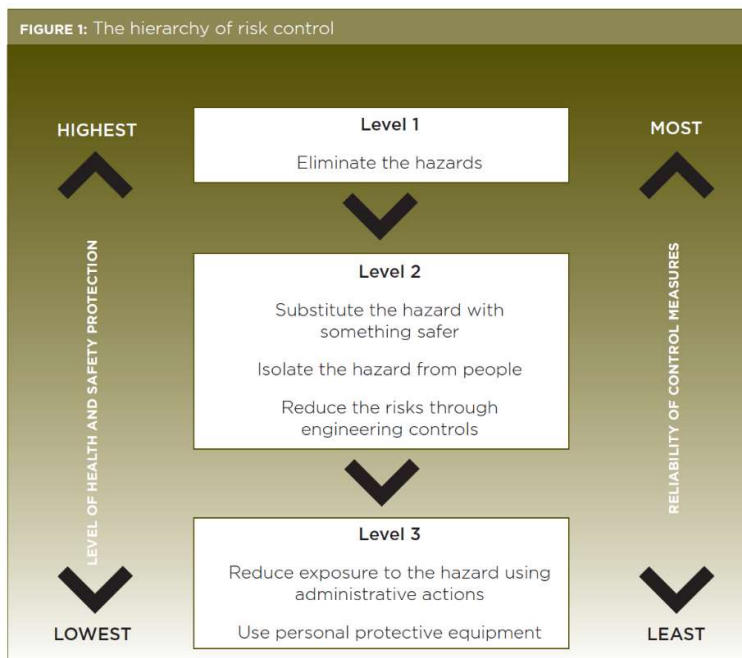 FIGURE 1: The hierarchy of risk control
HIGHEST
Level 1
Eliminate the hazards
MOST
LEVEL OF HEALTH AND SAFETY PROTECTION
Level 2
Substitute the hazard with
something safer
Isolate the hazard from people
Reduce the risks through
engineering controls
RELIABILITY OF CONTROL MEASURES
Level 3
Reduce exposure to the hazard using
administrative actions
Use personal protective equipment
LOWEST
LEAST